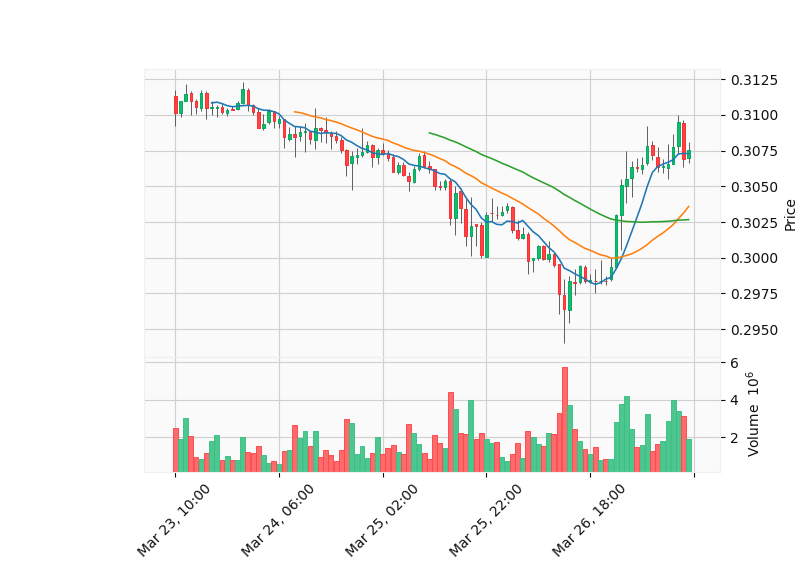 0.3125
0.3100
0.3075
0.3050
0.3025
0.3000
0.2975
0.2950
Price
6
4
2
Volume 10^6
Mar 23, 10:00
Mar 24, 06:00
Mar 25, 02:00
Mar 25, 22:00
Mar 26, 18:00